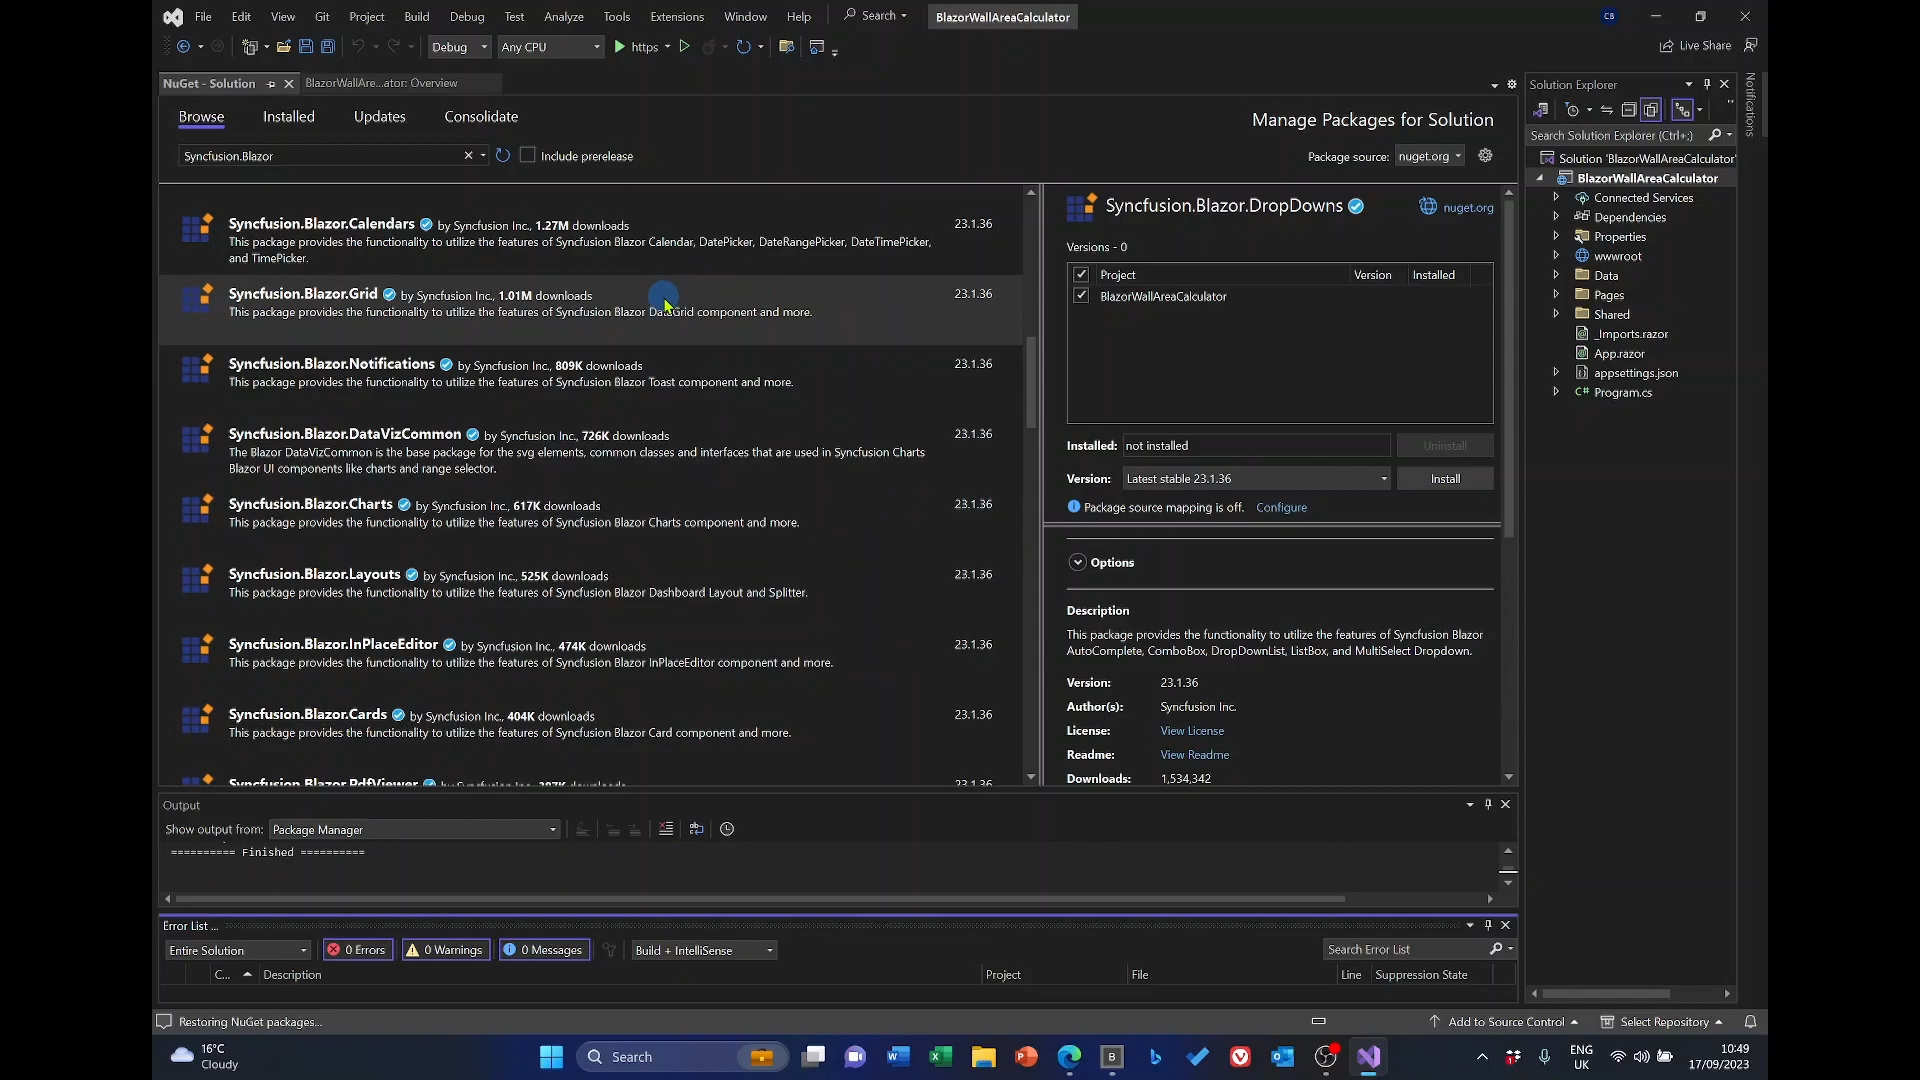 File Edit View Git Project Build Debug Test Analyze Tools Extensions Window Help Search BlazorWallAreaCalculator CB
Debug Any CPU https Live Share
NuGet - Solution BlazorWallAre...ator: Overview
Browse Installed Updates Consolidate
Manage Packages for Solution
Syncfusion.Blazor Include prerelease
Package source: nuget.org
Syncfusion.Blazor.Calendars by Syncfusion Inc., 1.27M downloads 23.1.36
This package provides the functionality to utilize the features of Syncfusion Blazor Calendar, DatePicker, DateRangePicker, DateTimePicker,
and TimePicker.
Syncfusion.Blazor.Grid by Syncfusion Inc., 1.01M downloads 23.1.36
This package provides the functionality to utilize the features of Syncfusion Blazor DataGrid component and more.
Syncfusion.Blazor.Notifications by Syncfusion Inc., 809K downloads 23.1.36
This package provides the functionality to utilize the features of Syncfusion Blazor Toast component and more.
Syncfusion.Blazor.DataVizCommon by Syncfusion Inc., 726K downloads 23.1.36
The Blazor DataVizCommon is the base package for the svg elements, common classes and interfaces that are used in Syncfusion Charts
Blazor UI components like charts and range selector.
Syncfusion.Blazor.Charts by Syncfusion Inc., 617K downloads 23.1.36
This package provides the functionality to utilize the features of Syncfusion Blazor Charts component and more.
Syncfusion.Blazor.Layouts by Syncfusion Inc., 525K downloads 23.1.36
This package provides the functionality to utilize the features of Syncfusion Blazor Dashboard Layout and Splitter.
Syncfusion.Blazor.InPlaceEditor by Syncfusion Inc., 474K downloads 23.1.36
This package provides the functionality to utilize the features of Syncfusion Blazor InPlaceEditor component and more.
Syncfusion.Blazor.Cards by Syncfusion Inc., 404K downloads 23.1.36
This package provides the functionality to utilize the features of Syncfusion Blazor Card component and more.
Syncfusion.Blazor.PdfViewer by Syncfusion Inc., 387K downloads 23.1.36
Syncfusion.Blazor.DropDowns nuget.org
Versions - 0
Project Version Installed
BlazorWallAreaCalculator
Installed: not installed Uninstall
Version: Latest stable 23.1.36 Install
Package source mapping is off. Configure
Options
Description
This package provides the functionality to utilize the features of Syncfusion Blazor
AutoComplete, ComboBox, DropDownList, ListBox, and MultiSelect Dropdown.
Version: 23.1.36
Author(s): Syncfusion Inc.
License: View License
Readme: View Readme
Downloads: 1,534,342
Solution Explorer
Search Solution Explorer (Ctrl+;)
Solution 'BlazorWallAreaCalculator'
BlazorWallAreaCalculator
Connected Services
Dependencies
Properties
wwwroot
Data
Pages
Shared
_Imports.razor
App.razor
appsettings.json
C# Program.cs
Notifications
Output
Show output from: Package Manager
========== Finished ==========
Error List ...
Entire Solution 0 Errors 0 Warnings 0 Messages Build + IntelliSense Search Error List
C... Description Project File Line Suppression State
Restoring NuGet packages... Add to Source Control Select Repository
16°C
Cloudy
Search
ENG
UK
10:49
17/09/2023